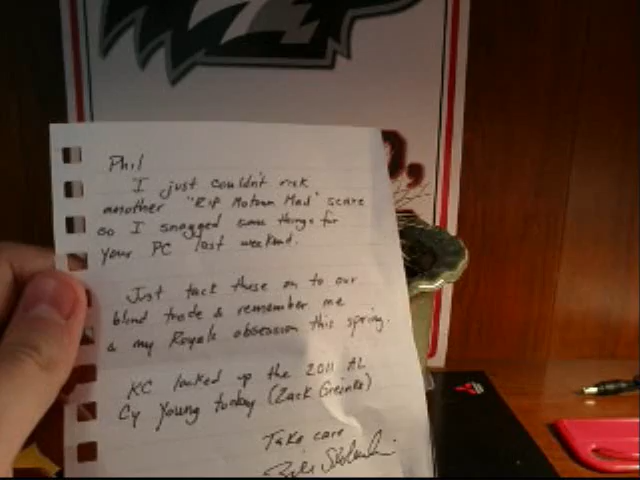 Phil
I just couldn't risk
another "RIP Motown Mad" scare
so I snagged some things for
your PC last weekend.
Just tack these on to our
blind trade & remember me
& my Royals obsession this spring.
KC locked up the 2011 AL
Cy Young today (Zack Greinke)
Take care